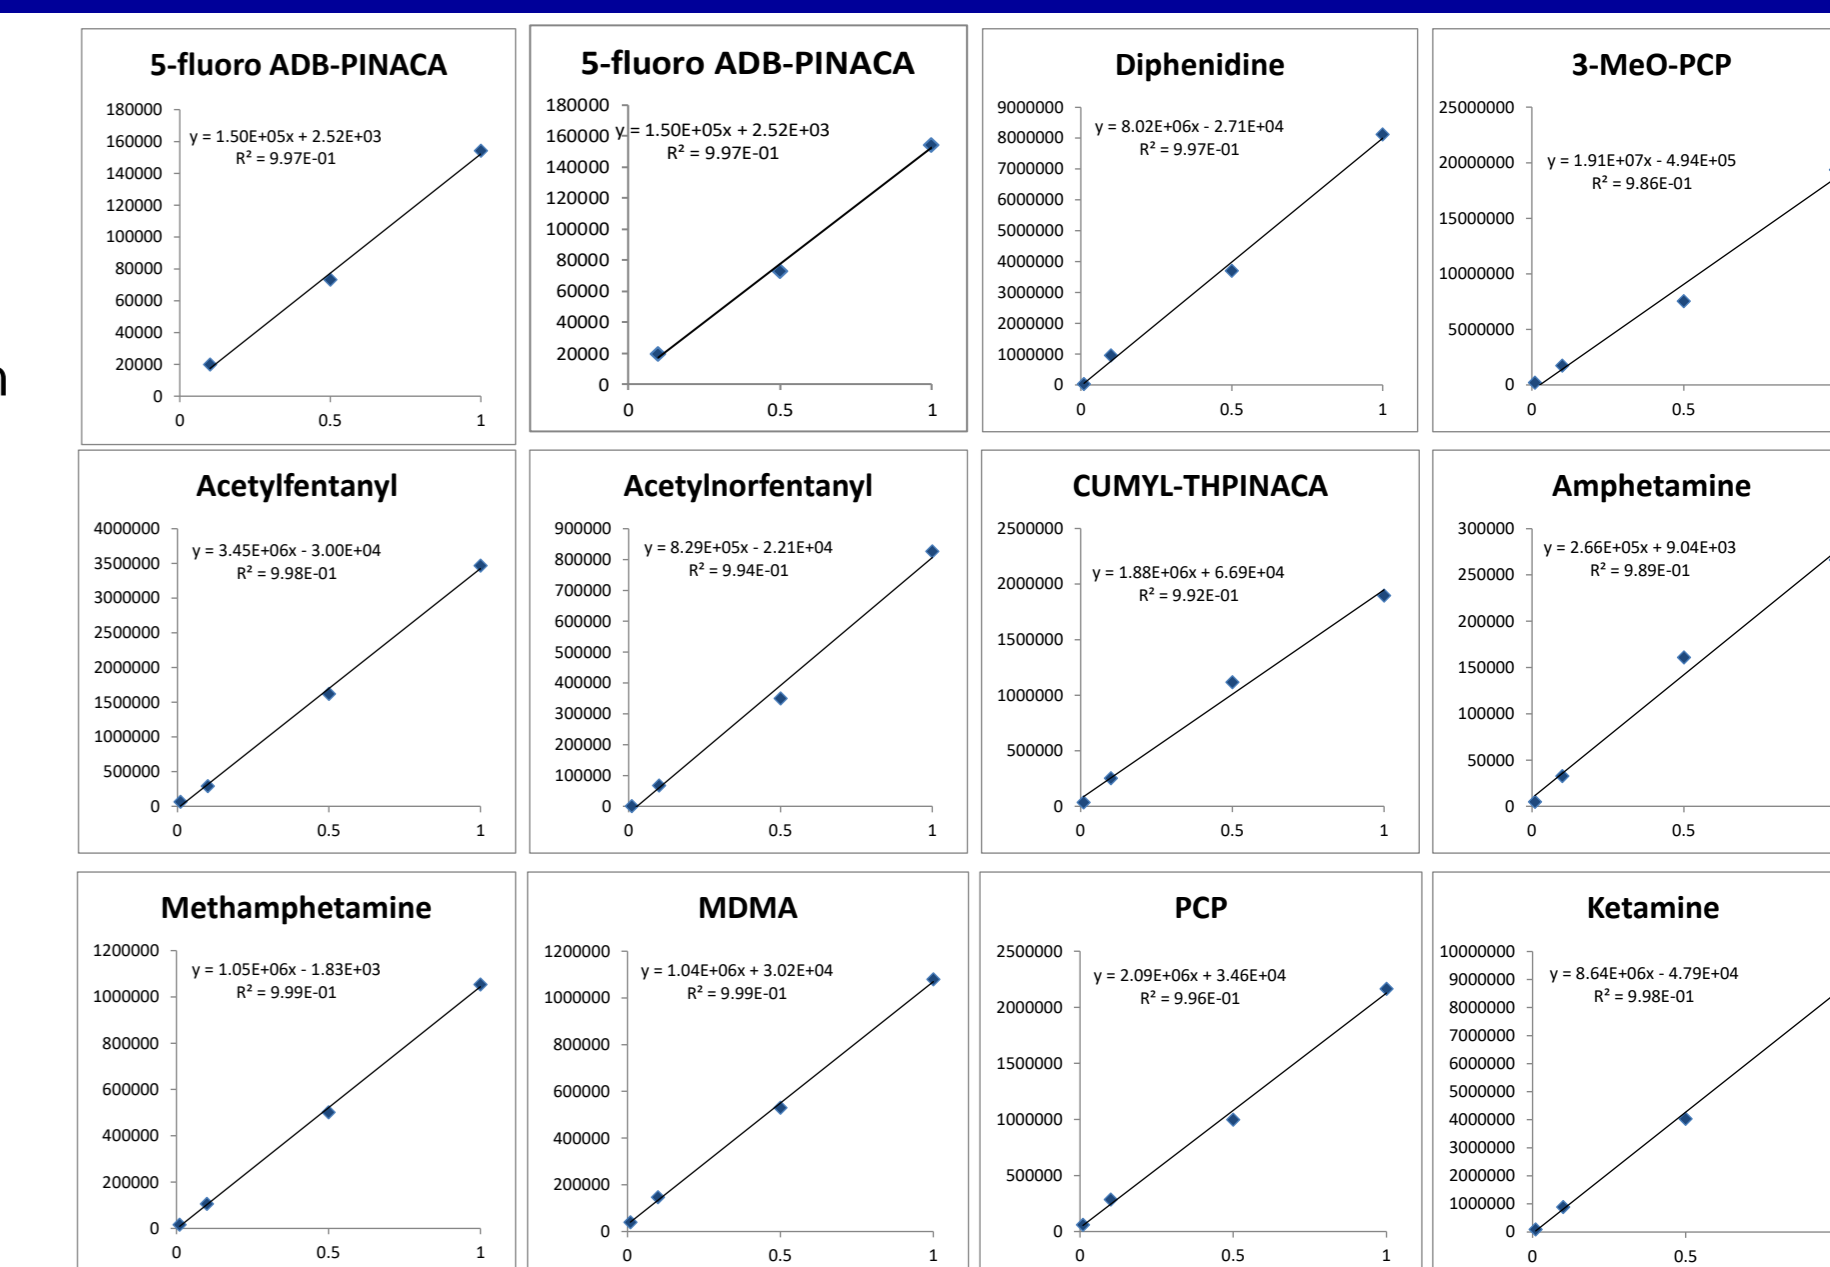 n
5-fluoro ADB-PINACA
y = 1.50E+05x + 2.52E+03
R² = 9.97E-01
180000
160000
140000
120000
100000
80000
60000
40000
20000
0
0 0.5 1
5-fluoro ADB-PINACA
y = 1.50E+05x + 2.52E+03
R² = 9.97E-01
180000
160000
140000
120000
100000
80000
60000
40000
20000
0
0 0.5 1
Diphenidine
y = 8.02E+06x - 2.71E+04
R² = 9.97E-01
9000000
8000000
7000000
6000000
5000000
4000000
3000000
2000000
1000000
0
0 0.5 1
3-MeO-PCP
y = 1.91E+07x - 4.94E+05
R² = 9.86E-01
25000000
20000000
15000000
10000000
5000000
0
0 0.5
Acetylfentanyl
y = 3.45E+06x - 3.00E+04
R² = 9.98E-01
4000000
3500000
3000000
2500000
2000000
1500000
1000000
500000
0
0 0.5 1
Acetylnorfentanyl
y = 8.29E+05x - 2.21E+04
R² = 9.94E-01
900000
800000
700000
600000
500000
400000
300000
200000
100000
0
0 0.5 1
CUMYL-THPINACA
y = 1.88E+06x + 6.69E+04
R² = 9.92E-01
2500000
2000000
1500000
1000000
500000
0
0 0.5 1
Amphetamine
y = 2.66E+05x + 9.04E+03
R² = 9.89E-01
300000
250000
200000
150000
100000
50000
0
0 0.5
Methamphetamine
y = 1.05E+06x - 1.83E+03
R² = 9.99E-01
1200000
1000000
800000
600000
400000
200000
0
0 0.5 1
MDMA
y = 1.04E+06x + 3.02E+04
R² = 9.99E-01
1200000
1000000
800000
600000
400000
200000
0
0 0.5 1
PCP
y = 2.09E+06x + 3.46E+04
R² = 9.96E-01
2500000
2000000
1500000
1000000
500000
0
0 0.5 1
Ketamine
y = 8.64E+06x - 4.79E+04
R² = 9.98E-01
10000000
9000000
8000000
7000000
6000000
5000000
4000000
3000000
2000000
1000000
0
0 0.5